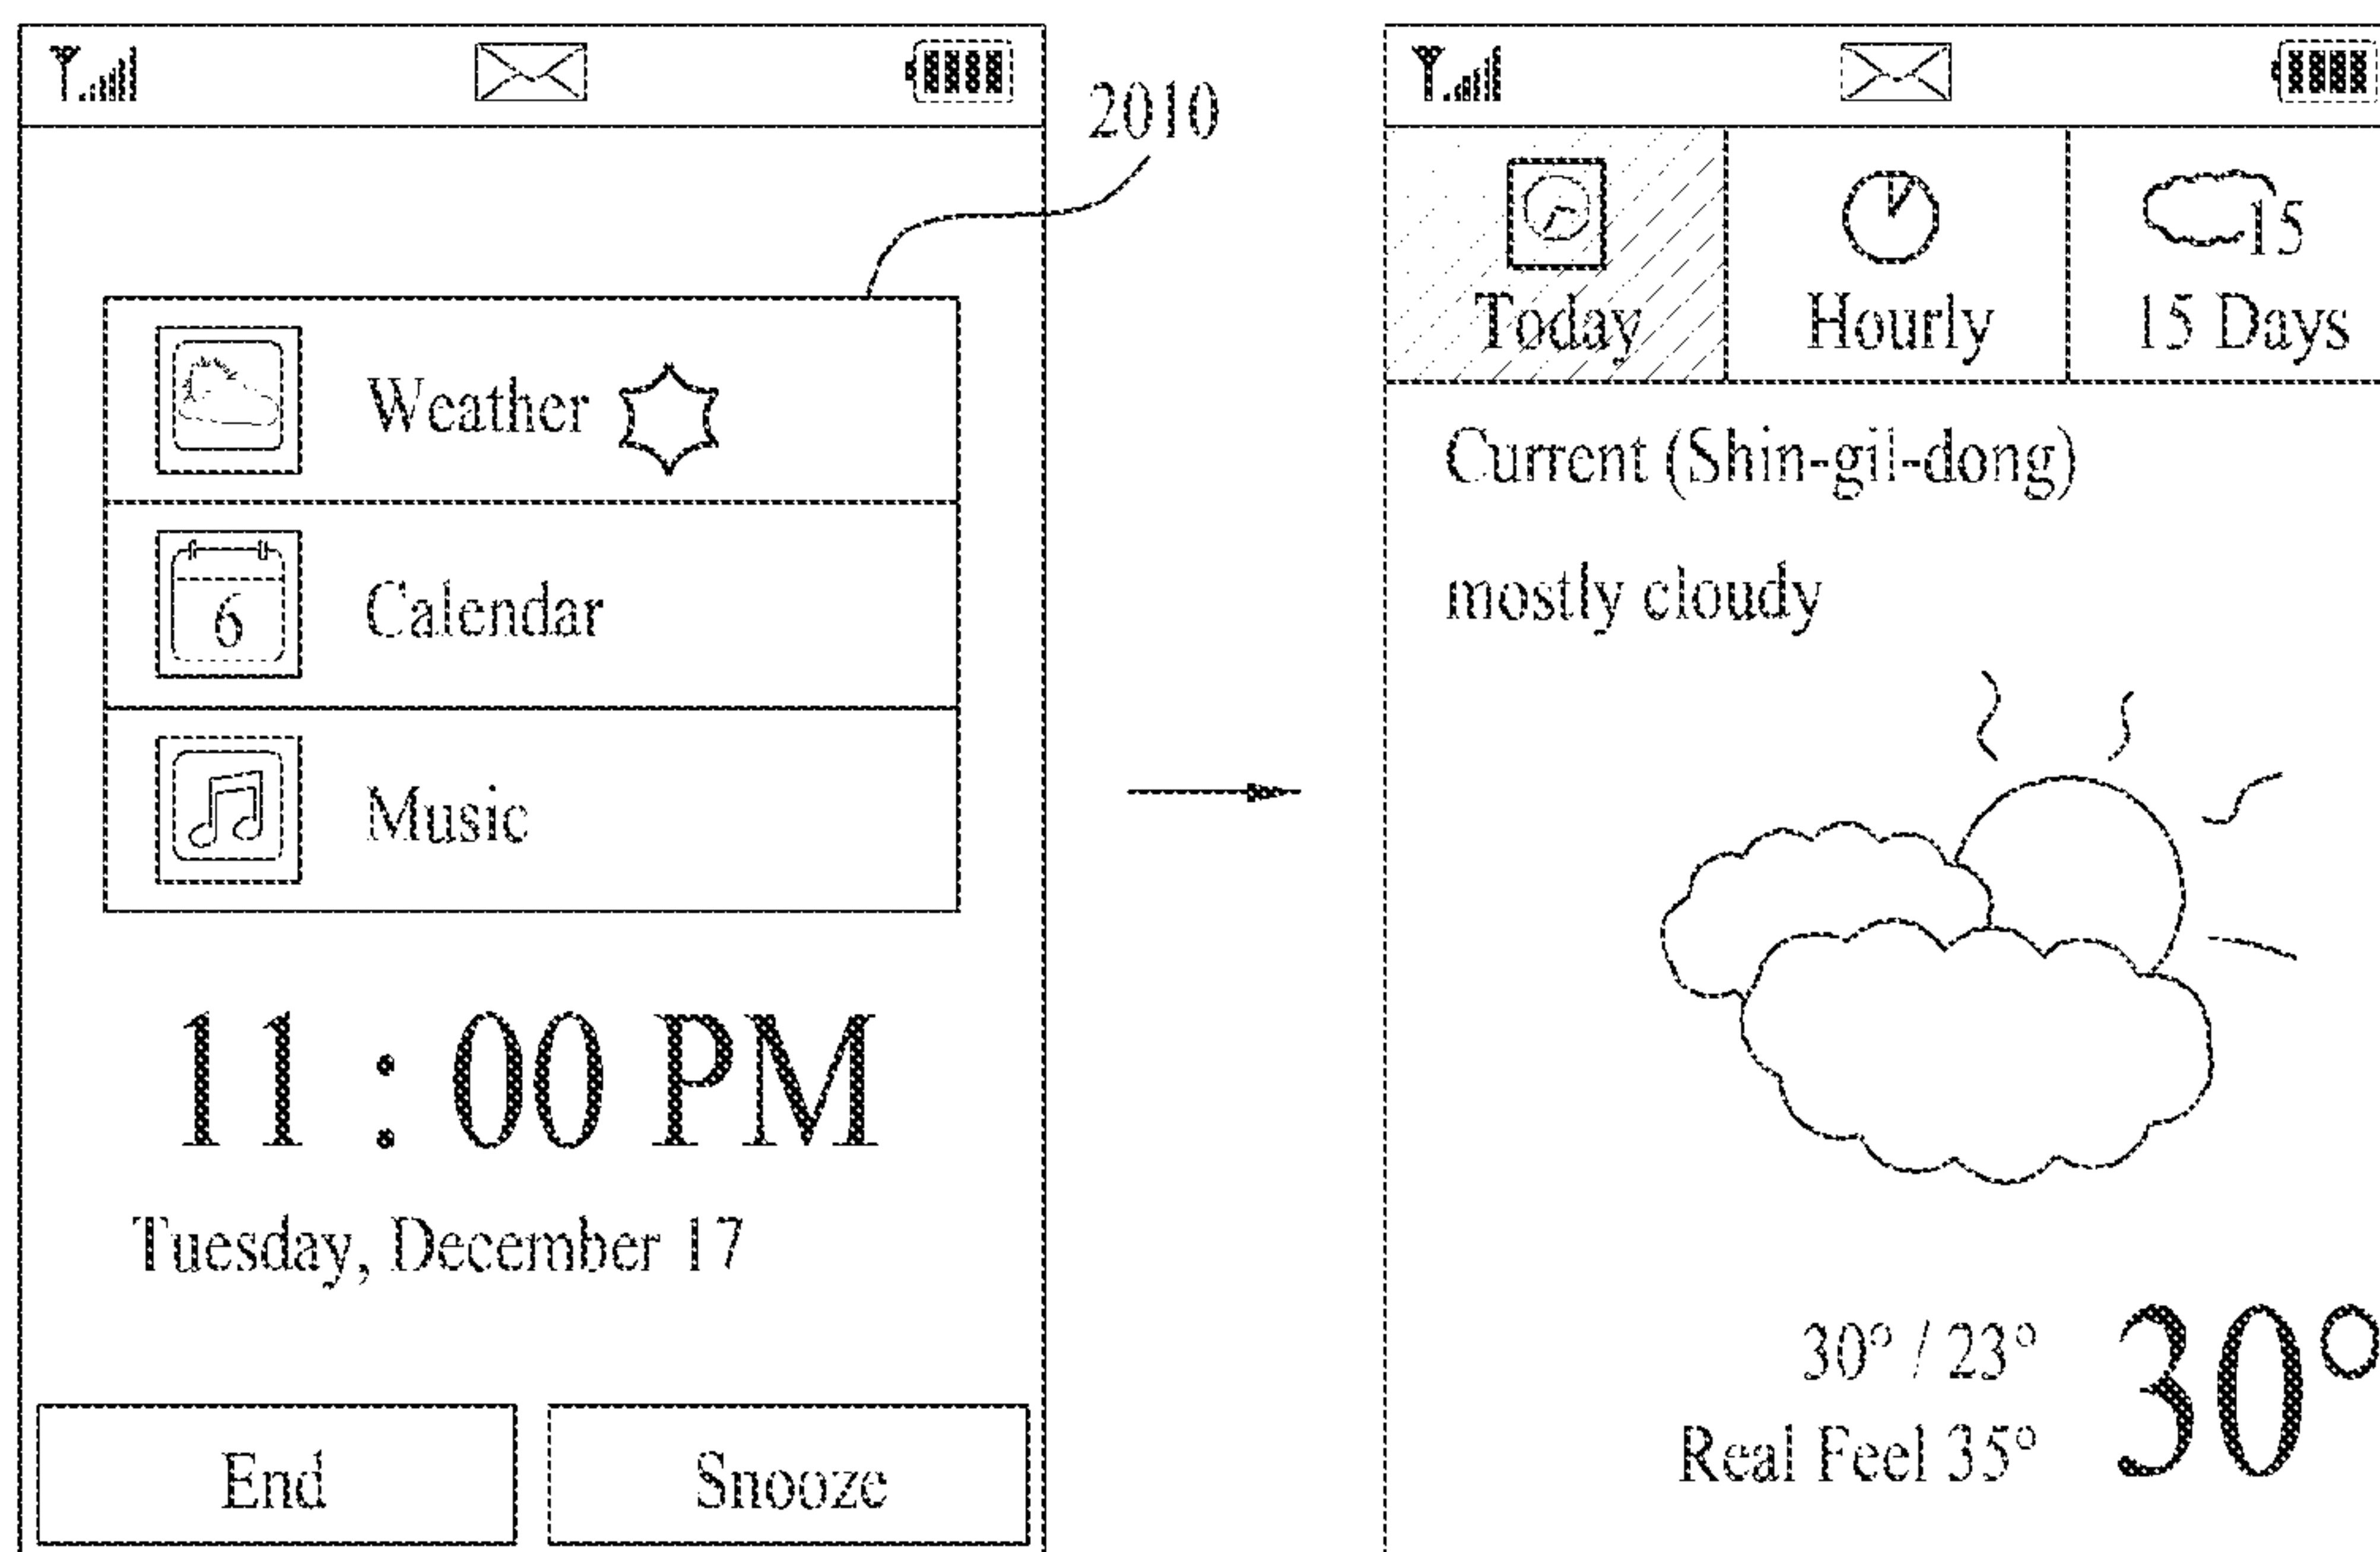 2010
Weather
6
Calendar
Music
11 : 00 PM
Tuesday, December 17
End
Snooze
15
Today
Hourly
15 Days
Current (Shin-gil-dong)
mostly cloudy
30° / 23°
30°
Real Feel 35°